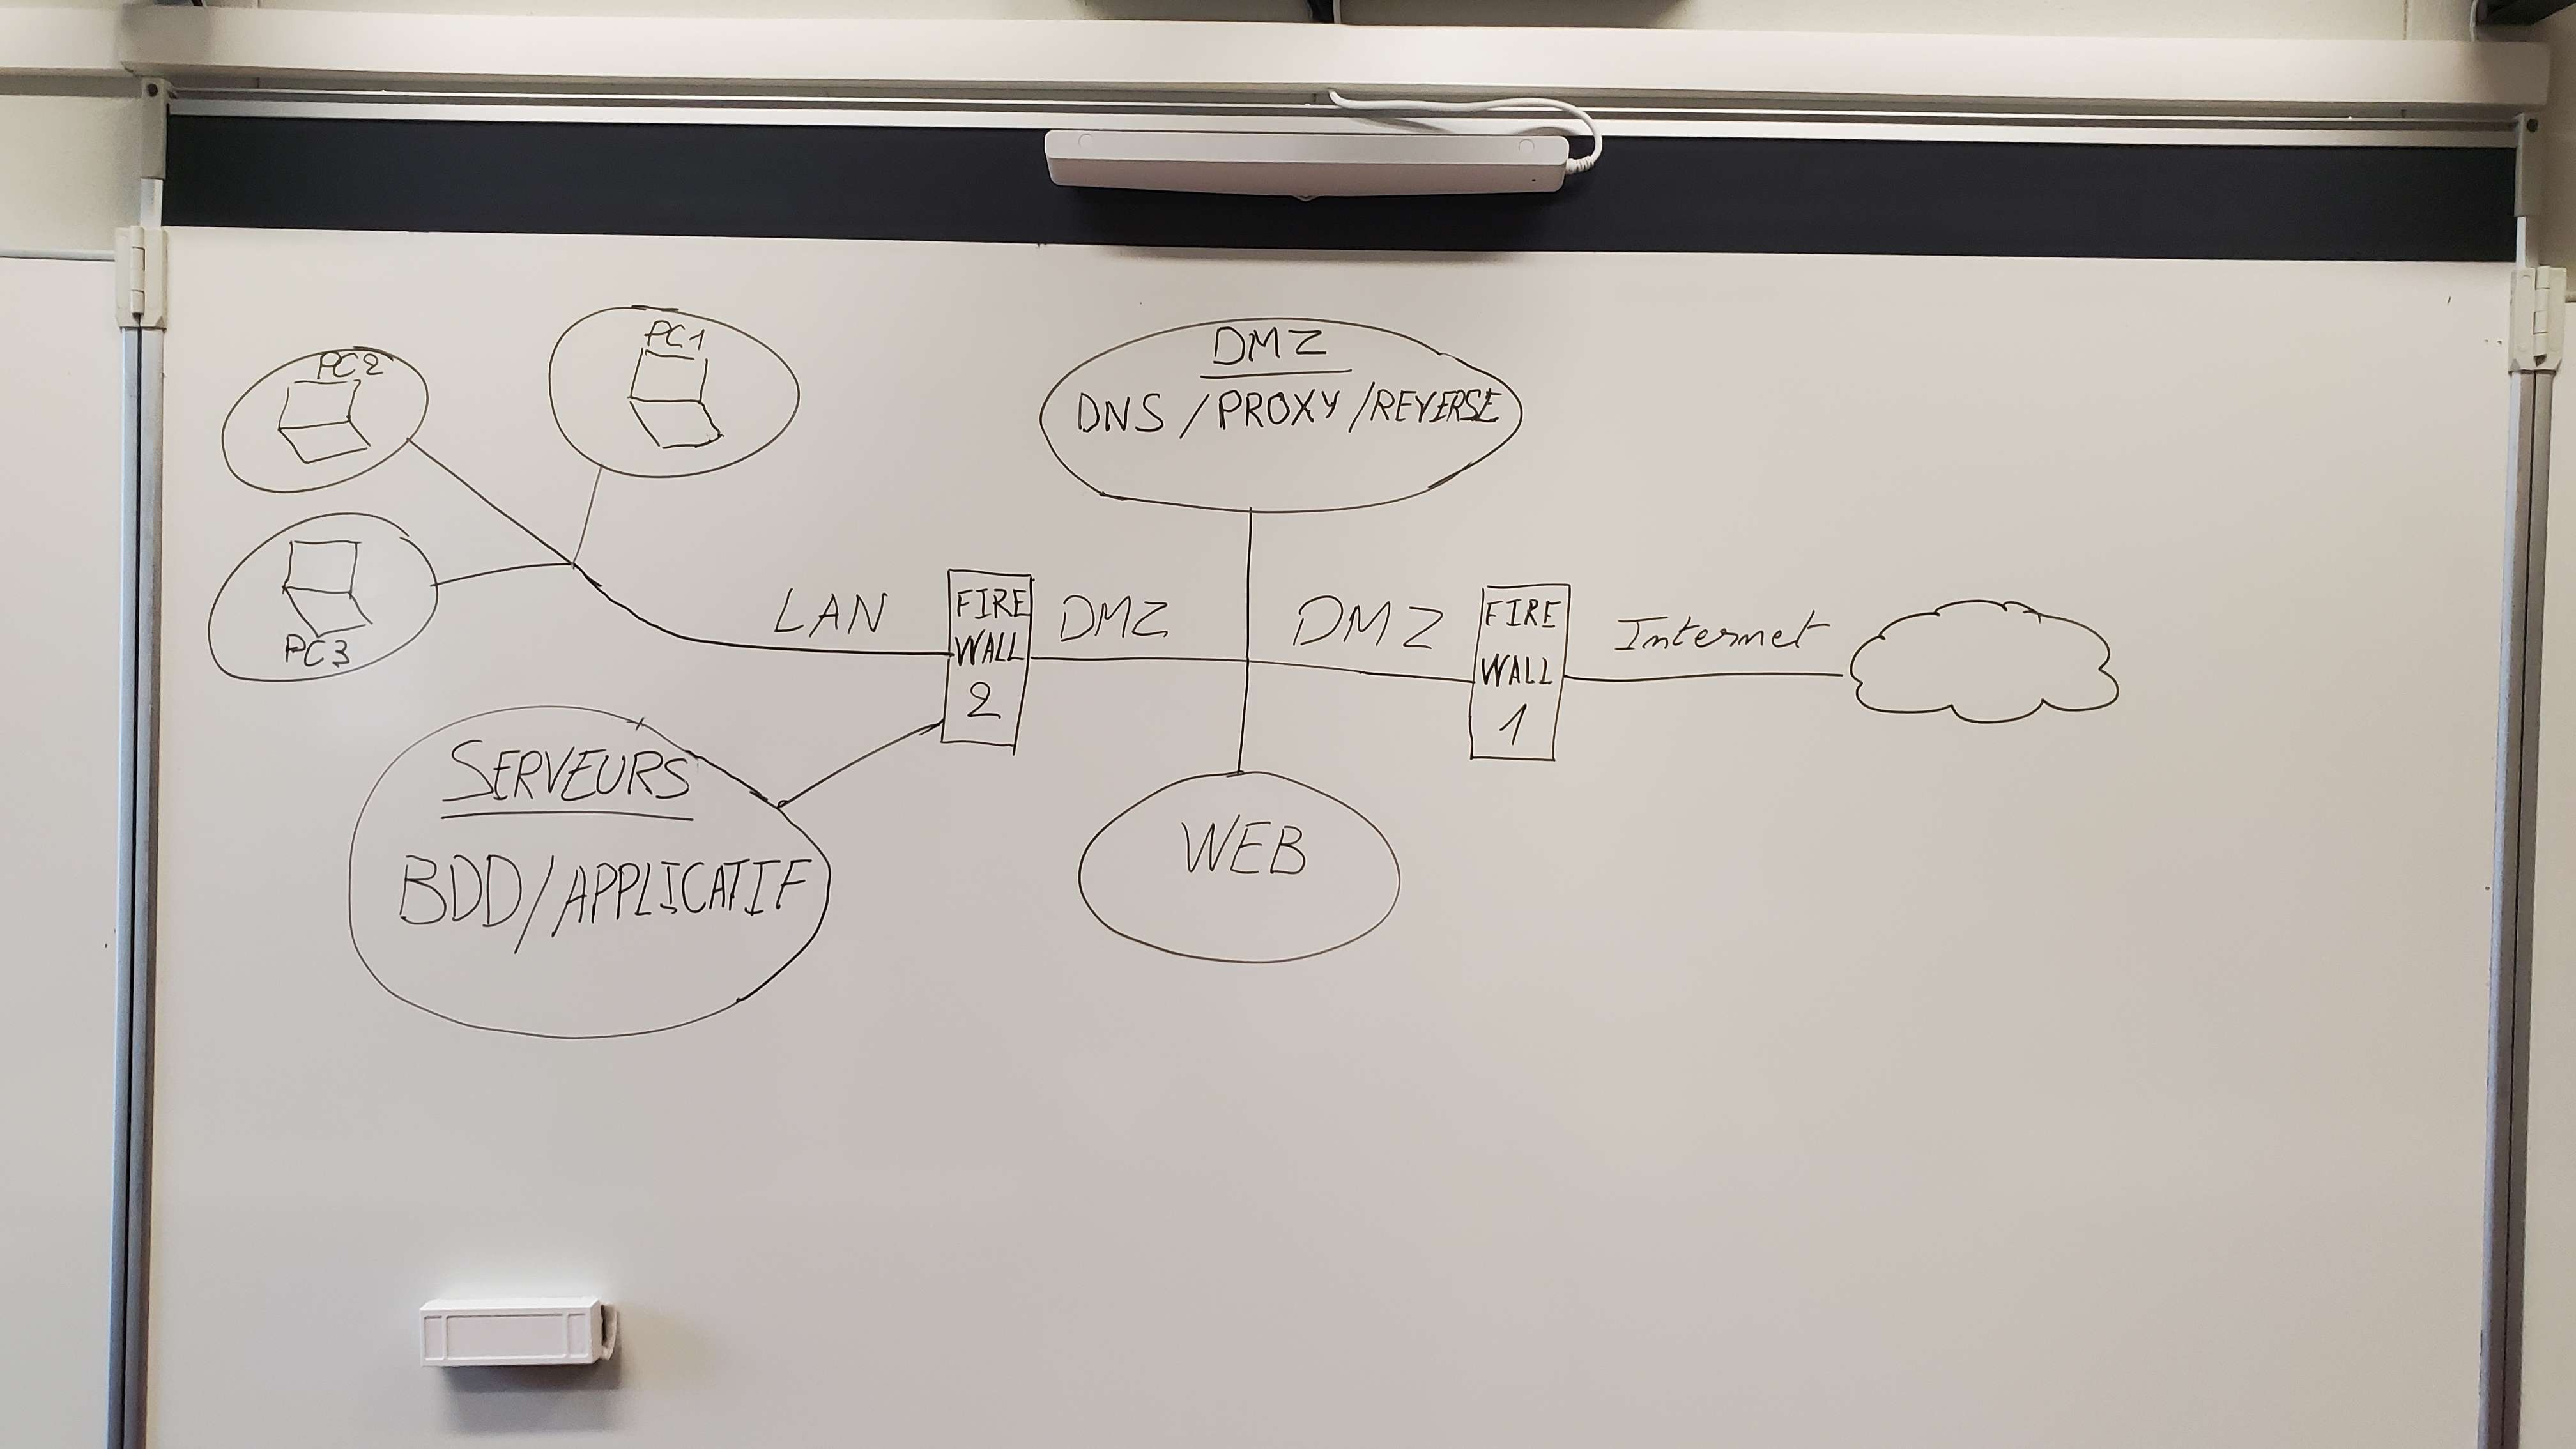 PC1
PC2
PC3
DMZ
DNS / PROXY / REVERSE
LAN
FIRE
WALL
2
DMZ
DMZ
FIRE
WALL
1
Internet
SERVEURS
BDD/APPLICATIF
WEB